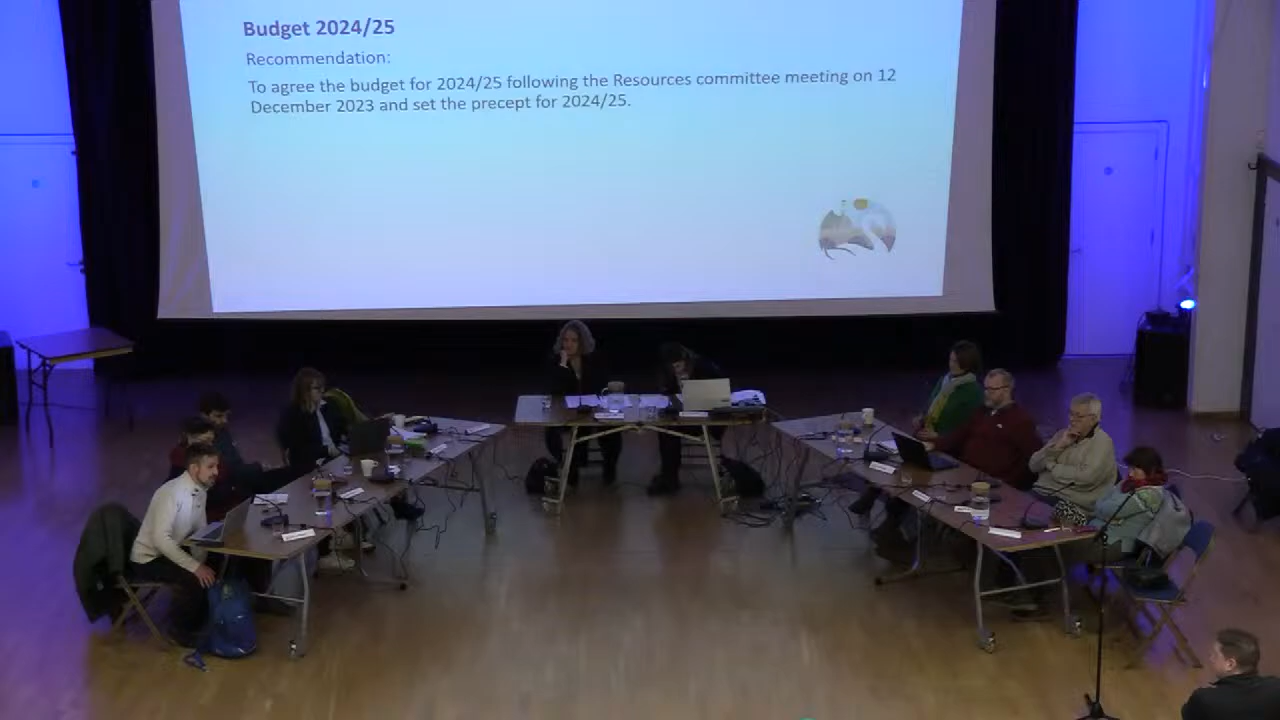 Budget 2024/25
Recommendation:
To agree the budget for 2024/25 following the Resources committee meeting on 12
December 2023 and set the precept for 2024/25.